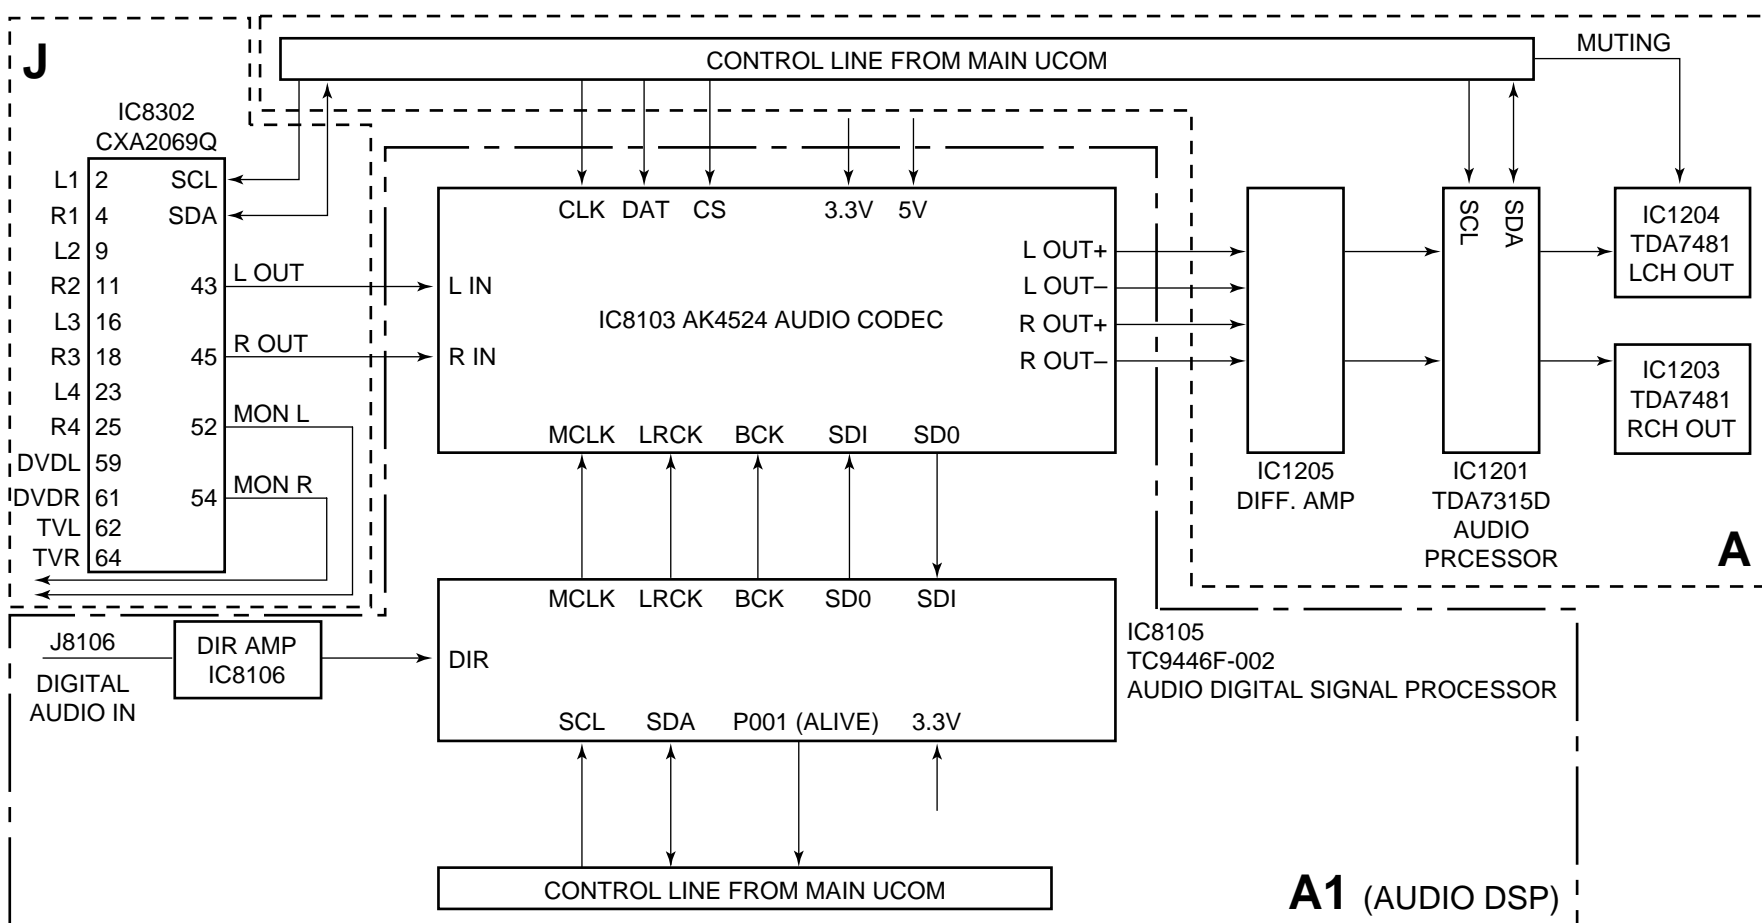 J
CONTROL LINE FROM MAIN UCOM
MUTING
IC8302
CXA2069Q
L1 2 SCL
R1 4 SDA
L2 9
R2 11 43 L OUT
L3 16
R3 18 45 R OUT
L4 23
R4 25 52 MON L
DVDL 59
DVDR 61 54 MON R
TVL 62
TVR 64
CLK DAT CS 3.3V 5V
L IN
R IN
IC8103 AK4524 AUDIO CODEC
L OUT+
L OUT–
R OUT+
R OUT–
MCLK LRCK BCK SDI SD0
IC1205
DIFF. AMP
SCL
SDA
IC1201
TDA7315D
AUDIO
PRCESSOR
IC1204
TDA7481
LCH OUT
IC1203
TDA7481
RCH OUT
A
J8106
DIGITAL
AUDIO IN
DIR AMP
IC8106
MCLK LRCK BCK SD0 SDI
DIR
SCL SDA P001 (ALIVE) 3.3V
IC8105
TC9446F-002
AUDIO DIGITAL SIGNAL PROCESSOR
CONTROL LINE FROM MAIN UCOM
A1 (AUDIO DSP)